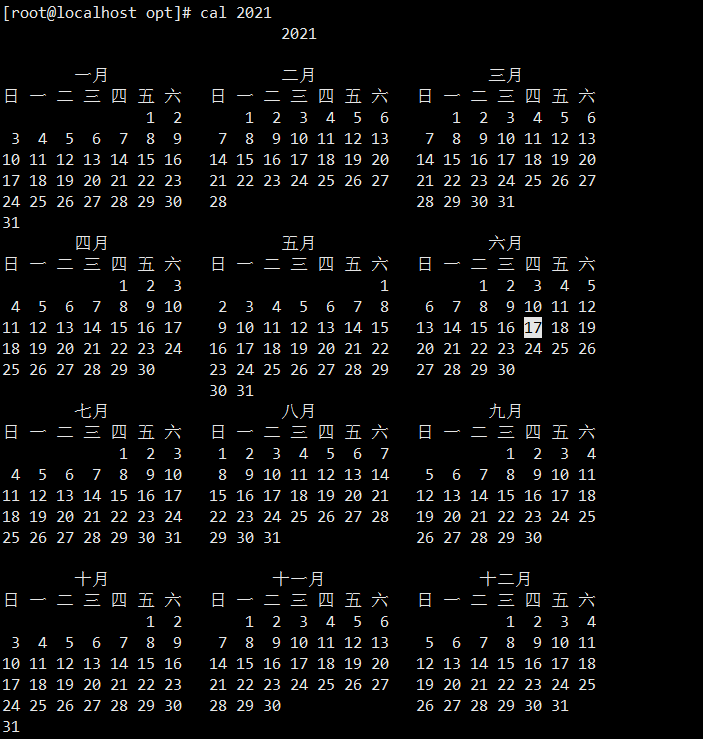 [root@localhost opt]# cal 2021
                               2021

        一月                   二月                   三月
日 一 二 三 四 五 六   日 一 二 三 四 五 六   日 一 二 三 四 五 六
                1  2       1  2  3  4  5  6       1  2  3  4  5  6
 3  4  5  6  7  8  9    7  8  9 10 11 12 13    7  8  9 10 11 12 13
10 11 12 13 14 15 16   14 15 16 17 18 19 20   14 15 16 17 18 19 20
17 18 19 20 21 22 23   21 22 23 24 25 26 27   21 22 23 24 25 26 27
24 25 26 27 28 29 30   28                     28 29 30 31
31
        四月                   五月                   六月
日 一 二 三 四 五 六   日 一 二 三 四 五 六   日 一 二 三 四 五 六
             1  2  3                      1          1  2  3  4  5
 4  5  6  7  8  9 10    2  3  4  5  6  7  8    6  7  8  9 10 11 12
11 12 13 14 15 16 17    9 10 11 12 13 14 15   13 14 15 16 17 18 19
18 19 20 21 22 23 24   16 17 18 19 20 21 22   20 21 22 23 24 25 26
25 26 27 28 29 30      23 24 25 26 27 28 29   27 28 29 30
                       30 31
        七月                   八月                   九月
日 一 二 三 四 五 六   日 一 二 三 四 五 六   日 一 二 三 四 五 六
             1  2  3    1  2  3  4  5  6  7             1  2  3  4
 4  5  6  7  8  9 10    8  9 10 11 12 13 14    5  6  7  8  9 10 11
11 12 13 14 15 16 17   15 16 17 18 19 20 21   12 13 14 15 16 17 18
18 19 20 21 22 23 24   22 23 24 25 26 27 28   19 20 21 22 23 24 25
25 26 27 28 29 30 31   29 30 31               26 27 28 29 30

        十月                  十一月                 十二月
日 一 二 三 四 五 六   日 一 二 三 四 五 六   日 一 二 三 四 五 六
                1  2       1  2  3  4  5  6             1  2  3  4
 3  4  5  6  7  8  9    7  8  9 10 11 12 13    5  6  7  8  9 10 11
10 11 12 13 14 15 16   14 15 16 17 18 19 20   12 13 14 15 16 17 18
17 18 19 20 21 22 23   21 22 23 24 25 26 27   19 20 21 22 23 24 25
24 25 26 27 28 29 30   28 29 30               26 27 28 29 30 31
31